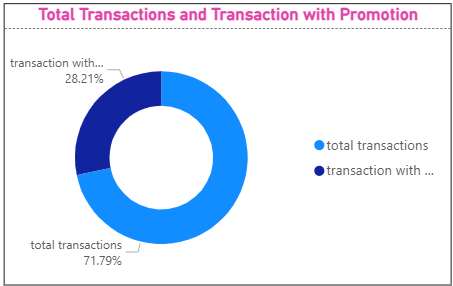 Total Transactions and Transaction with Promotion
transaction with...
28.21%
total transactions
transaction with ...
total transactions
71.79%